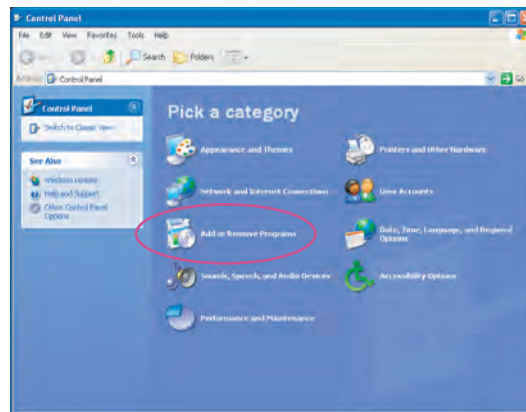 Control Panel
File Edit View Favorites Tools Help
Search Folders
Address Control Panel Go
Control Panel
Switch to Classic View
See Also
Windows Update
Help and Support
Other Control Panel
Options
Pick a category
Appearance and Themes
Printers and Other Hardware
Network and Internet Connections
User Accounts
Add or Remove Programs
Date, Time, Language, and Regional
Options
Sounds, Speech, and Audio Devices
Accessibility Options
Performance and Maintenance